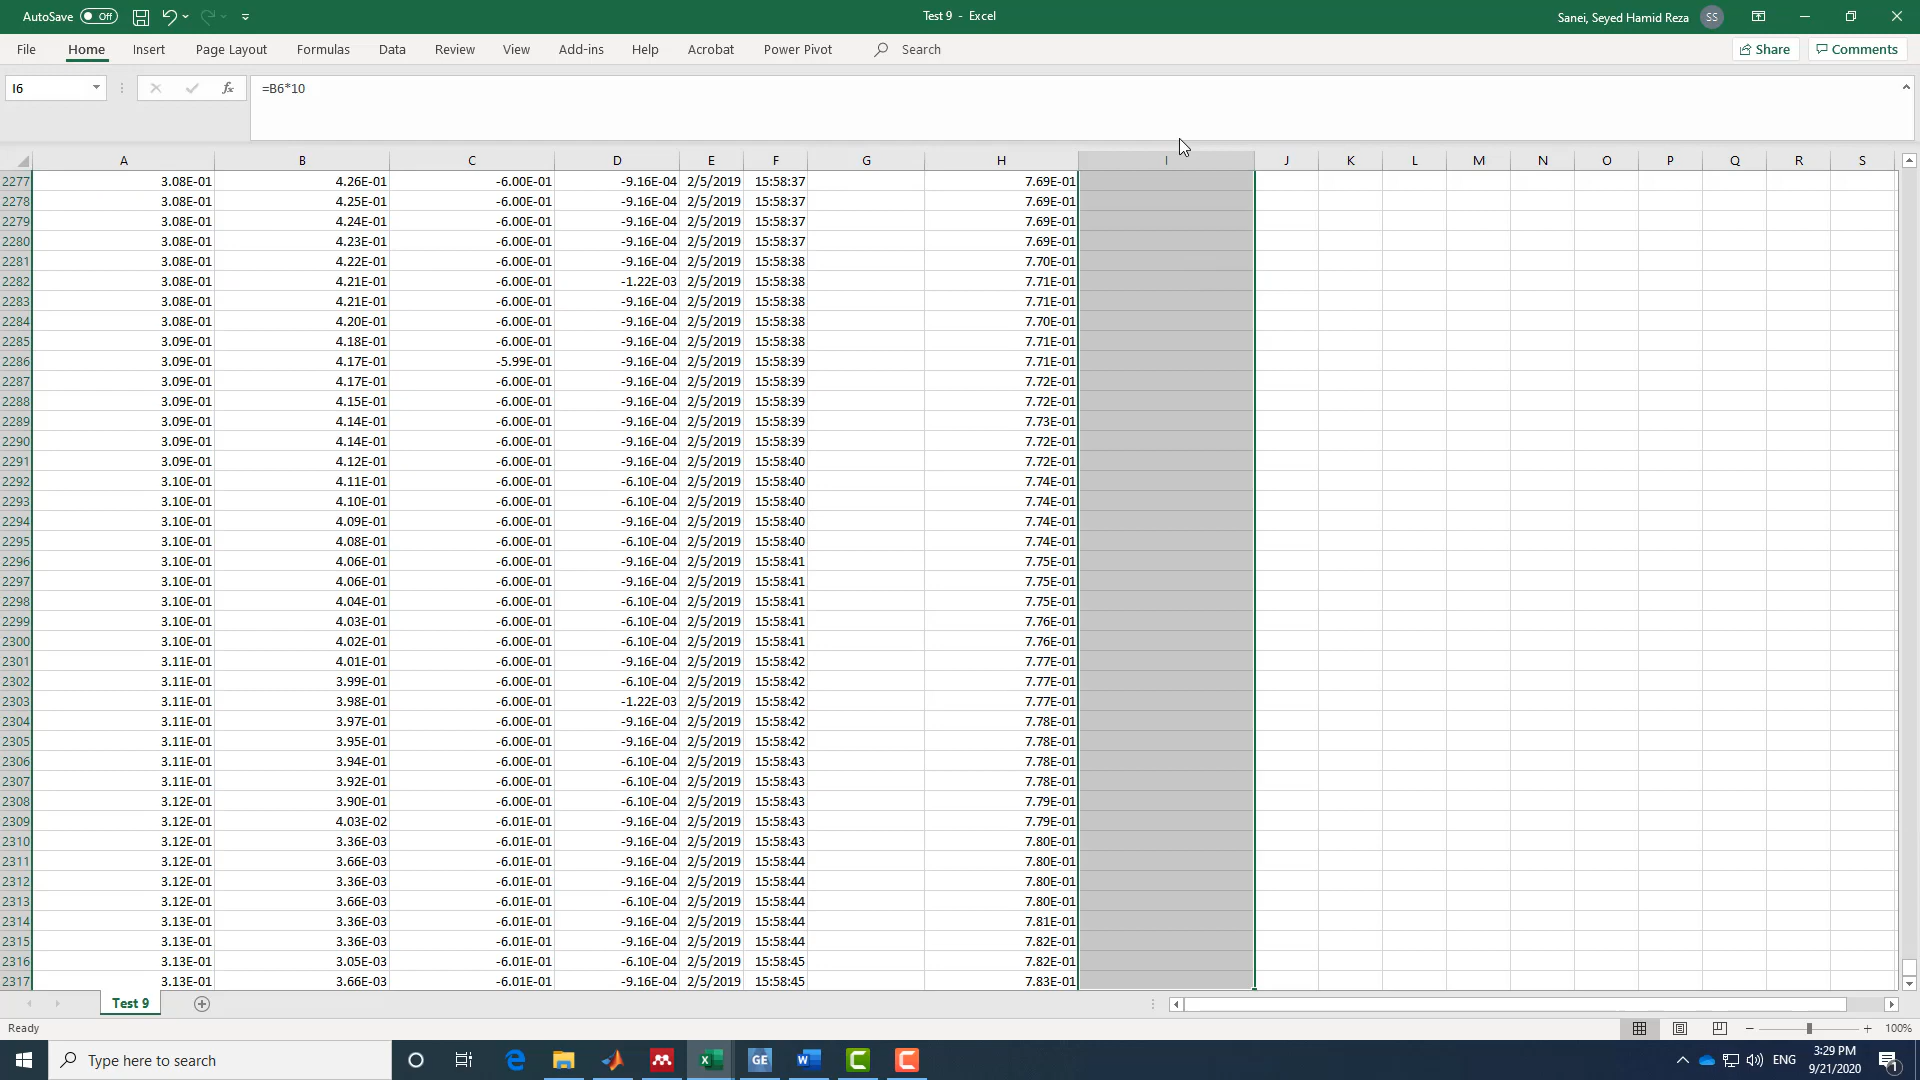 AutoSave Off Test 9 - Excel Sanei, Seyed Hamid Reza SS
File Home Insert Page Layout Formulas Data Review View Add-ins Help Acrobat Power Pivot Search Share Comments
I6 fx =B6*10
A B C D E F G H I J K L M N O P Q R S
2277 3.08E-01 4.26E-01 -6.00E-01 -9.16E-04 2/5/2019 15:58:37 7.69E-01
2278 3.08E-01 4.25E-01 -6.00E-01 -9.16E-04 2/5/2019 15:58:37 7.69E-01
2279 3.08E-01 4.24E-01 -6.00E-01 -9.16E-04 2/5/2019 15:58:37 7.69E-01
2280 3.08E-01 4.23E-01 -6.00E-01 -9.16E-04 2/5/2019 15:58:37 7.69E-01
2281 3.08E-01 4.22E-01 -6.00E-01 -9.16E-04 2/5/2019 15:58:38 7.70E-01
2282 3.08E-01 4.21E-01 -6.00E-01 -1.22E-03 2/5/2019 15:58:38 7.71E-01
2283 3.08E-01 4.21E-01 -6.00E-01 -9.16E-04 2/5/2019 15:58:38 7.71E-01
2284 3.08E-01 4.20E-01 -6.00E-01 -9.16E-04 2/5/2019 15:58:38 7.70E-01
2285 3.09E-01 4.18E-01 -6.00E-01 -9.16E-04 2/5/2019 15:58:38 7.71E-01
2286 3.09E-01 4.17E-01 -5.99E-01 -9.16E-04 2/5/2019 15:58:39 7.71E-01
2287 3.09E-01 4.17E-01 -6.00E-01 -9.16E-04 2/5/2019 15:58:39 7.72E-01
2288 3.09E-01 4.15E-01 -6.00E-01 -9.16E-04 2/5/2019 15:58:39 7.72E-01
2289 3.09E-01 4.14E-01 -6.00E-01 -9.16E-04 2/5/2019 15:58:39 7.73E-01
2290 3.09E-01 4.14E-01 -6.00E-01 -9.16E-04 2/5/2019 15:58:39 7.72E-01
2291 3.09E-01 4.12E-01 -6.00E-01 -9.16E-04 2/5/2019 15:58:40 7.72E-01
2292 3.10E-01 4.11E-01 -6.00E-01 -6.10E-04 2/5/2019 15:58:40 7.74E-01
2293 3.10E-01 4.10E-01 -6.00E-01 -6.10E-04 2/5/2019 15:58:40 7.74E-01
2294 3.10E-01 4.09E-01 -6.00E-01 -9.16E-04 2/5/2019 15:58:40 7.74E-01
2295 3.10E-01 4.08E-01 -6.00E-01 -6.10E-04 2/5/2019 15:58:40 7.74E-01
2296 3.10E-01 4.06E-01 -6.00E-01 -9.16E-04 2/5/2019 15:58:41 7.75E-01
2297 3.10E-01 4.06E-01 -6.00E-01 -9.16E-04 2/5/2019 15:58:41 7.75E-01
2298 3.10E-01 4.04E-01 -6.00E-01 -6.10E-04 2/5/2019 15:58:41 7.75E-01
2299 3.10E-01 4.03E-01 -6.00E-01 -6.10E-04 2/5/2019 15:58:41 7.76E-01
2300 3.10E-01 4.02E-01 -6.00E-01 -6.10E-04 2/5/2019 15:58:41 7.76E-01
2301 3.11E-01 4.01E-01 -6.00E-01 -9.16E-04 2/5/2019 15:58:42 7.77E-01
2302 3.11E-01 3.99E-01 -6.00E-01 -6.10E-04 2/5/2019 15:58:42 7.77E-01
2303 3.11E-01 3.98E-01 -6.00E-01 -1.22E-03 2/5/2019 15:58:42 7.77E-01
2304 3.11E-01 3.97E-01 -6.00E-01 -9.16E-04 2/5/2019 15:58:42 7.78E-01
2305 3.11E-01 3.95E-01 -6.00E-01 -9.16E-04 2/5/2019 15:58:42 7.78E-01
2306 3.11E-01 3.94E-01 -6.00E-01 -6.10E-04 2/5/2019 15:58:43 7.78E-01
2307 3.11E-01 3.92E-01 -6.00E-01 -6.10E-04 2/5/2019 15:58:43 7.78E-01
2308 3.12E-01 3.90E-01 -6.00E-01 -6.10E-04 2/5/2019 15:58:43 7.79E-01
2309 3.12E-01 4.03E-02 -6.01E-01 -9.16E-04 2/5/2019 15:58:43 7.79E-01
2310 3.12E-01 3.36E-03 -6.01E-01 -9.16E-04 2/5/2019 15:58:43 7.80E-01
2311 3.12E-01 3.66E-03 -6.01E-01 -9.16E-04 2/5/2019 15:58:44 7.80E-01
2312 3.12E-01 3.36E-03 -6.01E-01 -9.16E-04 2/5/2019 15:58:44 7.80E-01
2313 3.12E-01 3.66E-03 -6.01E-01 -6.10E-04 2/5/2019 15:58:44 7.80E-01
2314 3.13E-01 3.36E-03 -6.01E-01 -9.16E-04 2/5/2019 15:58:44 7.81E-01
2315 3.13E-01 3.36E-03 -6.01E-01 -9.16E-04 2/5/2019 15:58:44 7.82E-01
2316 3.13E-01 3.05E-03 -6.01E-01 -6.10E-04 2/5/2019 15:58:45 7.82E-01
2317 3.13E-01 3.66E-03 -6.01E-01 -9.16E-04 2/5/2019 15:58:45 7.83E-01
Test 9
Ready 100%
Type here to search GE ENG 3:29 PM
9/21/2020 1